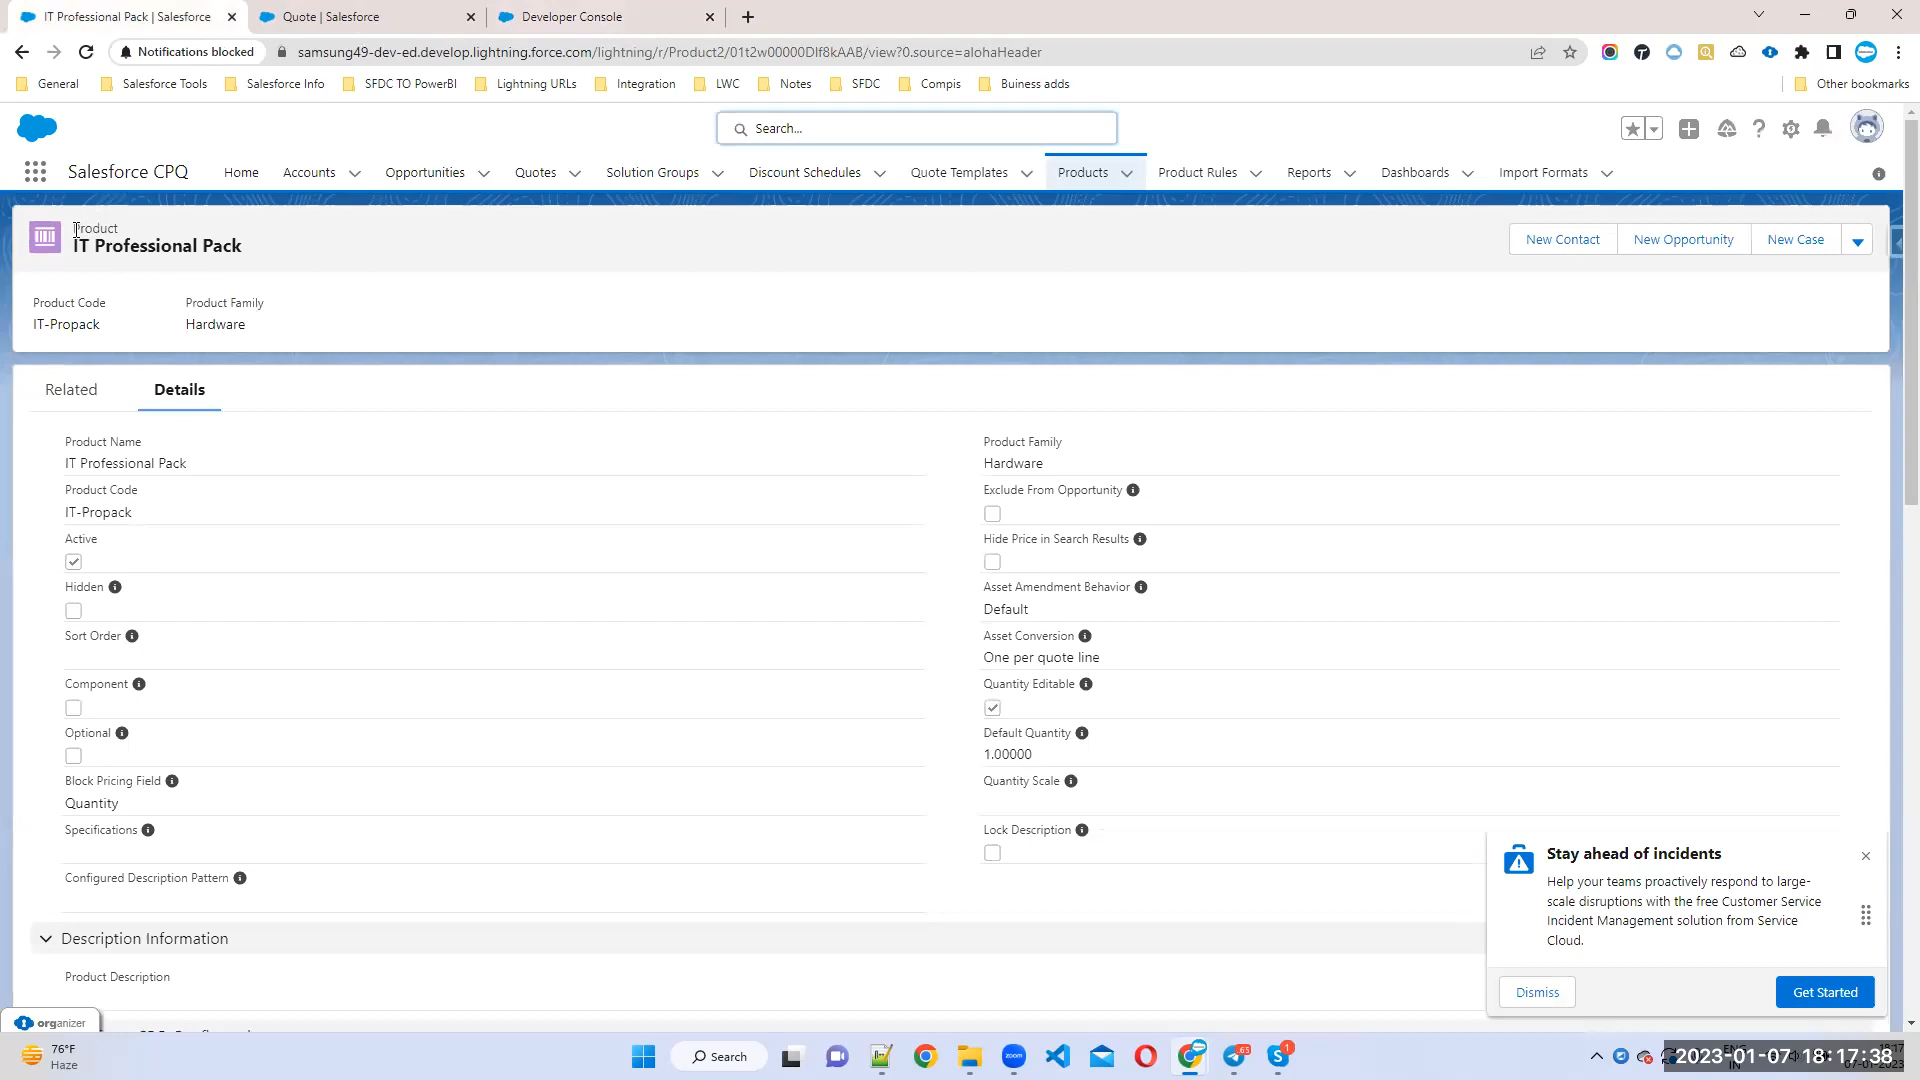 IT Professional Pack | Salesforce
Quote | Salesforce
Developer Console
Notifications blocked
samsung49-dev-ed.develop.lightning.force.com/lightning/r/Product2/01t2w00000DIf8kAAB/view?0.source=alohaHeader
General
Salesforce Tools
Salesforce Info
SFDC TO PowerBI
Lightning URLs
Integration
LWC
Notes
SFDC
Compis
Buiness adds
Other bookmarks
Search...
Salesforce CPQ
Home
Accounts
Opportunities
Quotes
Solution Groups
Discount Schedules
Quote Templates
Products
Product Rules
Reports
Dashboards
Import Formats
Product
IT Professional Pack
New Contact
New Opportunity
New Case
Product Code
Product Family
IT-Propack
Hardware
Related
Details
Product Name
IT Professional Pack
Product Family
Hardware
Product Code
IT-Propack
Exclude From Opportunity
Active
Hide Price in Search Results
Hidden
Asset Amendment Behavior
Default
Sort Order
Asset Conversion
One per quote line
Component
Quantity Editable
Optional
Default Quantity
1.00000
Block Pricing Field
Quantity
Quantity Scale
Specifications
Lock Description
Configured Description Pattern
Description Information
Product Description
Stay ahead of incidents
Help your teams proactively respond to large-
scale disruptions with the free Customer Service
Incident Management solution from Service
Cloud.
Dismiss
Get Started
organizer
76°F
Haze
Search
zoom
65
1
2023-01-07 18:17:38